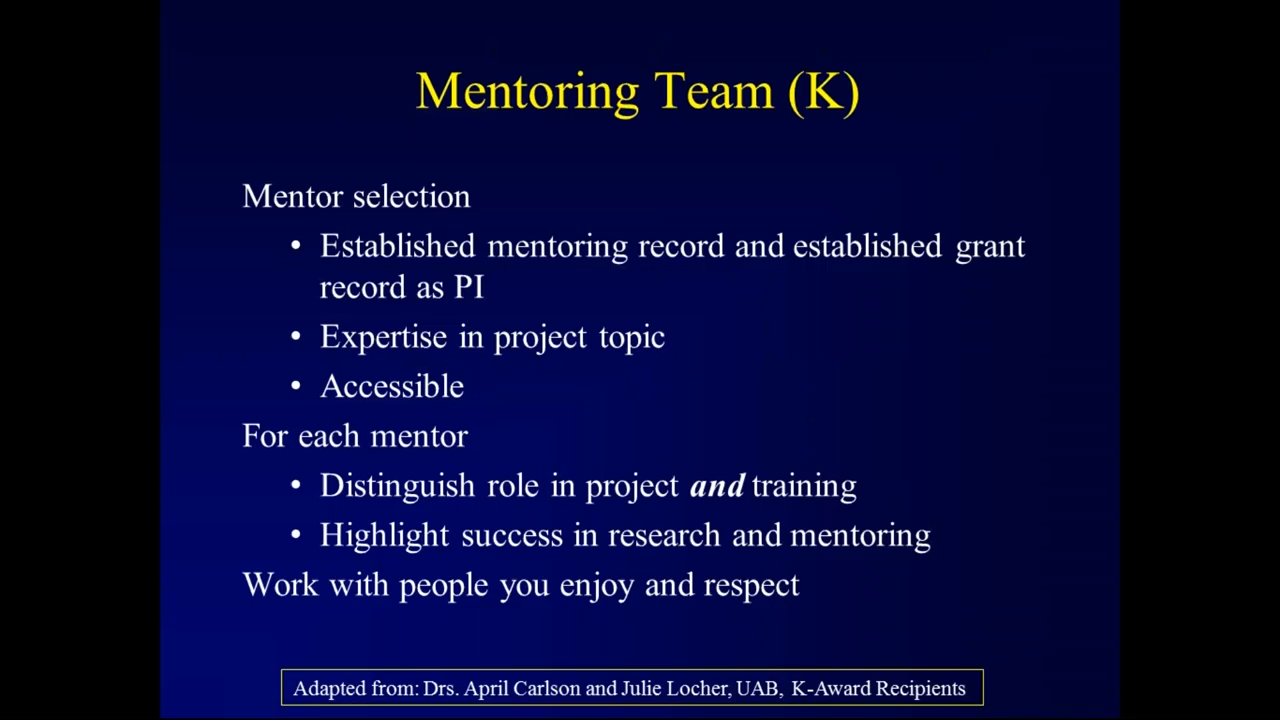 Mentoring Team (K)
Mentor selection
• Established mentoring record and established grant
record as PI
• Expertise in project topic
• Accessible
For each mentor
• Distinguish role in project and training
• Highlight success in research and mentoring
Work with people you enjoy and respect
Adapted from: Drs. April Carlson and Julie Locher, UAB, K-Award Recipients